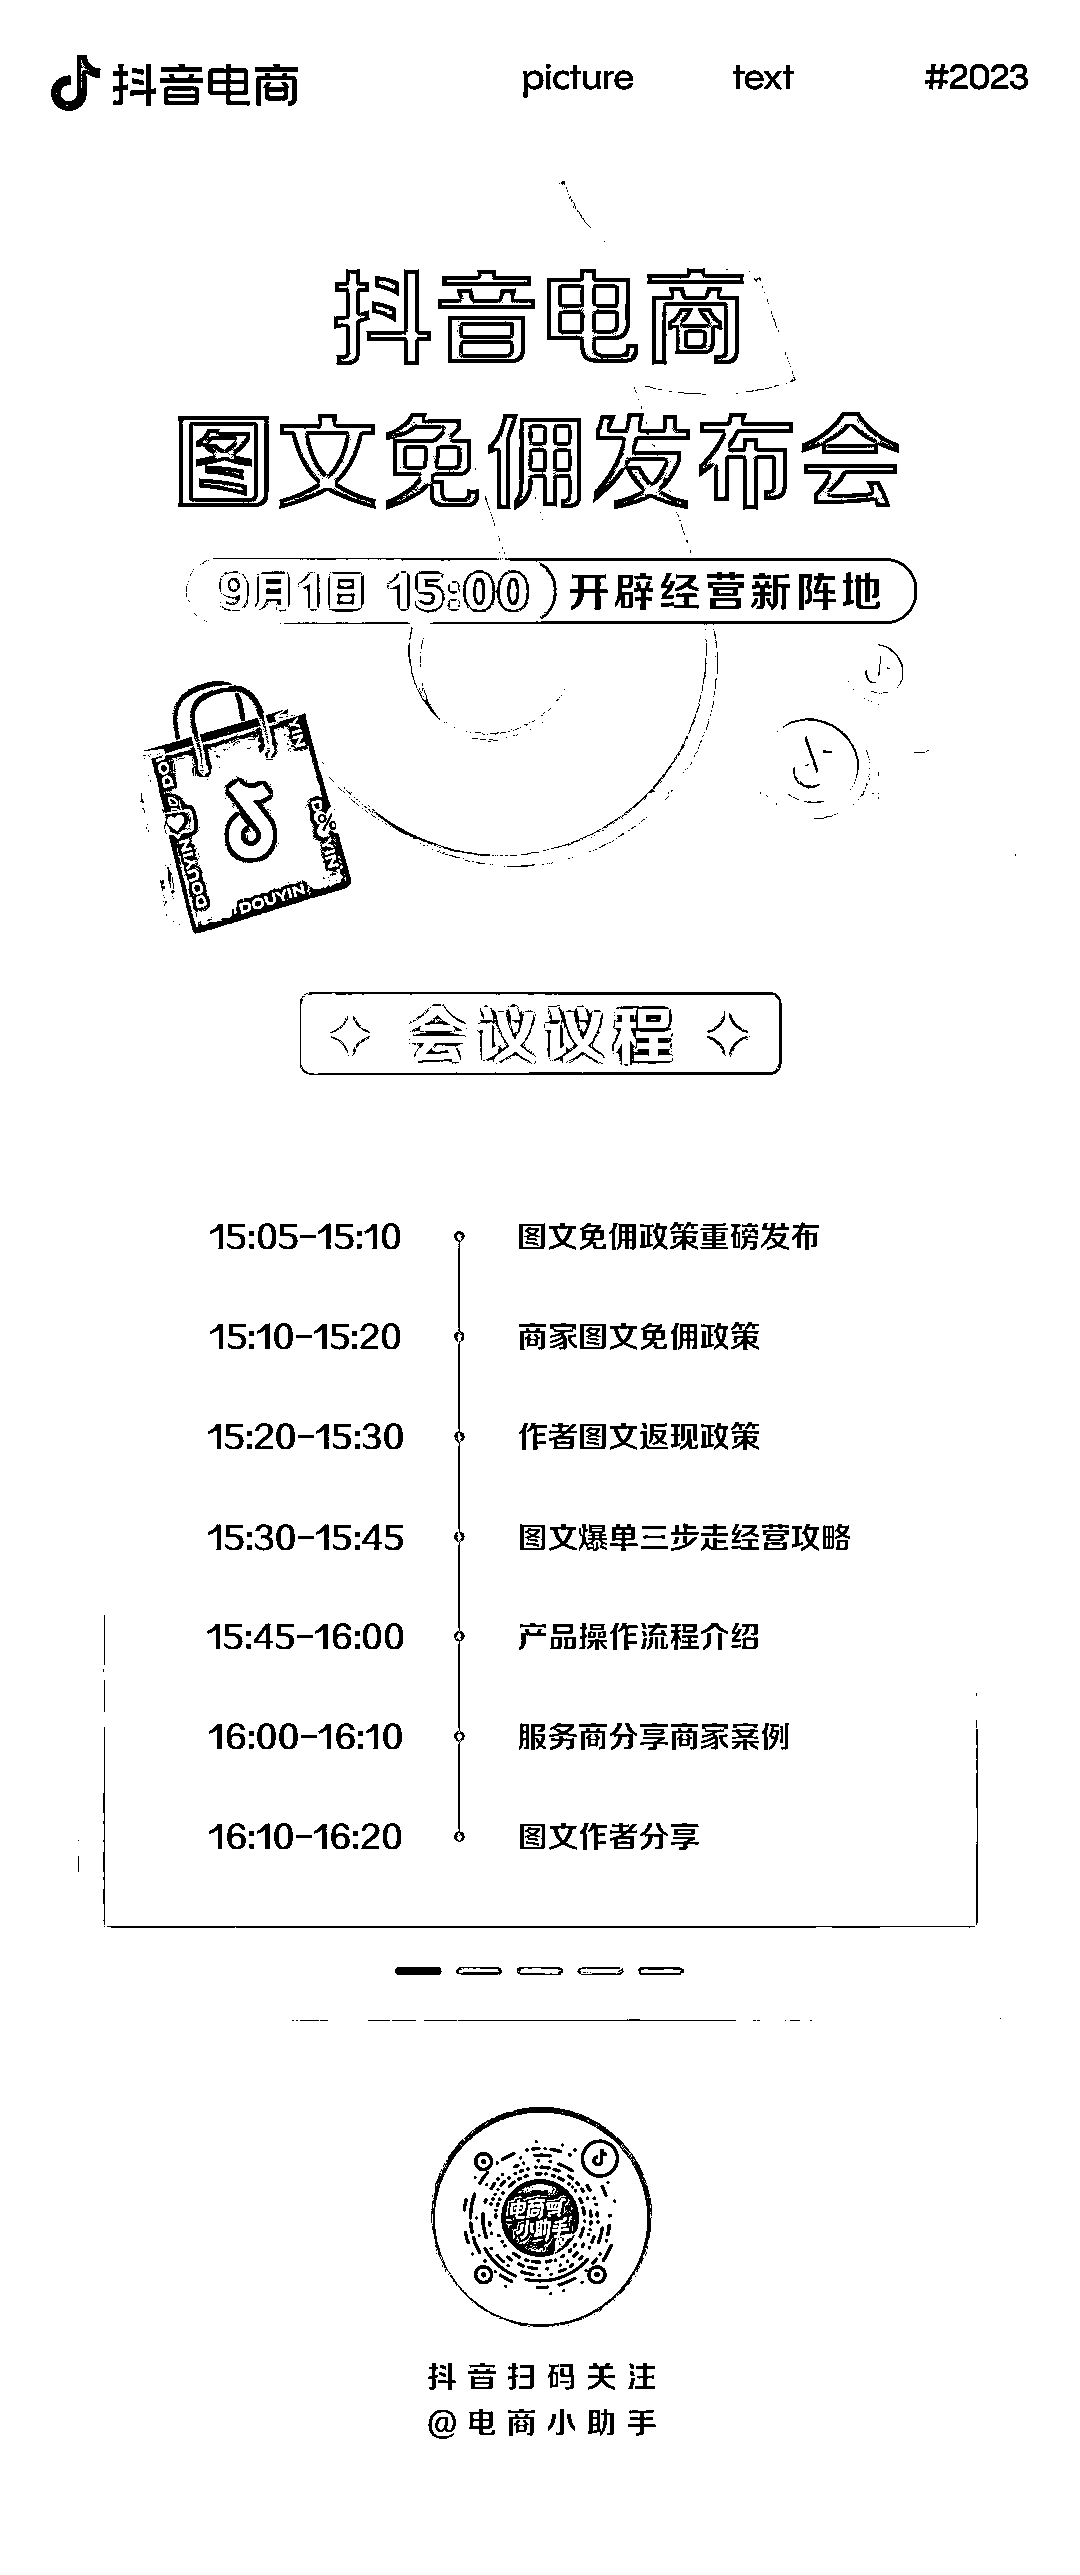 抖音电商 picture text #2023
抖音电商
图文免佣发布会
9月1日 15:00 开辟经营新阵地
DOUYIN
DOUYIN
会议议程
15:05-15:10 图文免佣政策重磅发布
15:10-15:20 商家图文免佣政策
15:20-15:30 作者图文返现政策
15:30-15:45 图文爆单三步走经营攻略
15:45-16:00 产品操作流程介绍
16:00-16:10 服务商分享商家案例
16:10-16:20 图文作者分享
电商
小助手
抖音扫码关注
@电商小助手